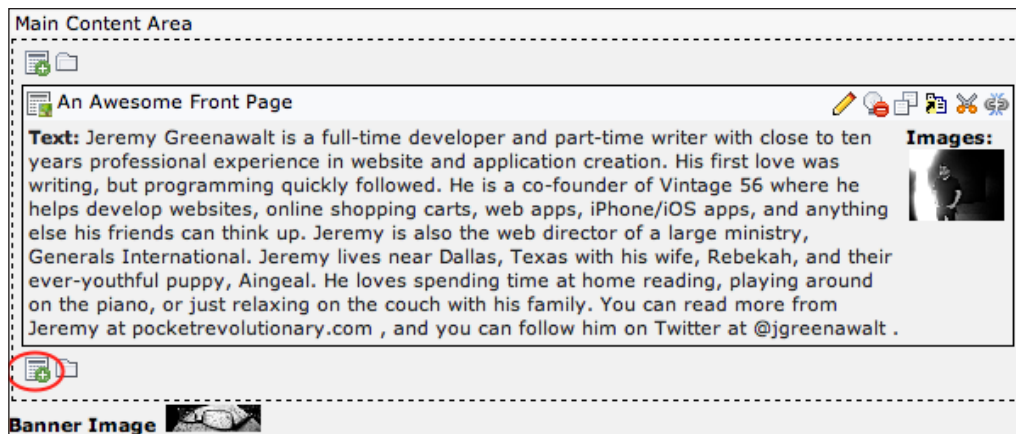 Main Content Area
An Awesome Front Page
Text: Jeremy Greenawalt is a full-time developer and part-time writer with close to ten
Images:
years professional experience in website and application creation. His first love was
writing, but programming quickly followed. He is a co-founder of Vintage 56 where he
helps develop websites, online shopping carts, web apps, iPhone/iOS apps, and anything
else his friends can think up. Jeremy is also the web director of a large ministry,
Generals International. Jeremy lives near Dallas, Texas with his wife, Rebekah, and their
ever-youthful puppy, Aingeal. He loves spending time at home reading, playing around
on the piano, or just relaxing on the couch with his family. You can read more from
Jeremy at pocketrevolutionary.com , and you can follow him on Twitter at @jgreenawalt .
Banner Image